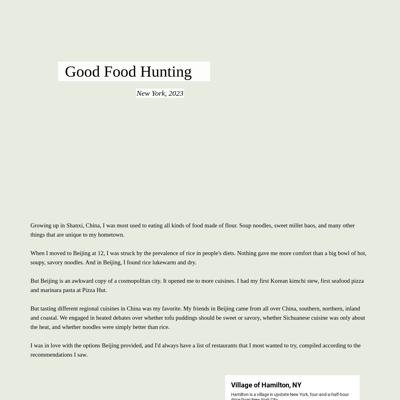 Good Food Hunting
New York, 2023
Growing up in Shanxi, China, I was most used to eating all kinds of food made of flour. Soup noodles, sweet millet baos, and many other
things that are unique to my hometown.
When I moved to Beijing at 12, I was struck by the prevalence of rice in people's diets. Nothing gave me more comfort than a big bowl of hot,
soupy, savory noodles. And in Beijing, I found rice lukewarm and dry.
But Beijing is an awkward copy of a cosmopolitan city. It opened me to more cuisines. I had my first Korean kimchi stew, first seafood pizza
and marinara pasta at Pizza Hut.
But tasting different regional cuisines in China was my favorite. My friends in Beijing came from all over China, southern, northern, inland
and coastal. We engaged in heated debates over whether tofu puddings should be sweet or savory, whether Sichuanese cuisine was only about
the heat, and whether noodles were simply better than rice.
I was in love with the options Beijing provided, and I'd always have a list of restaurants that I most wanted to try, compiled according to the
recommendations I saw.
Village of Hamilton, NY
Hamilton is a village in upstate New York, four-and-a-half-hour
drive from New York City.